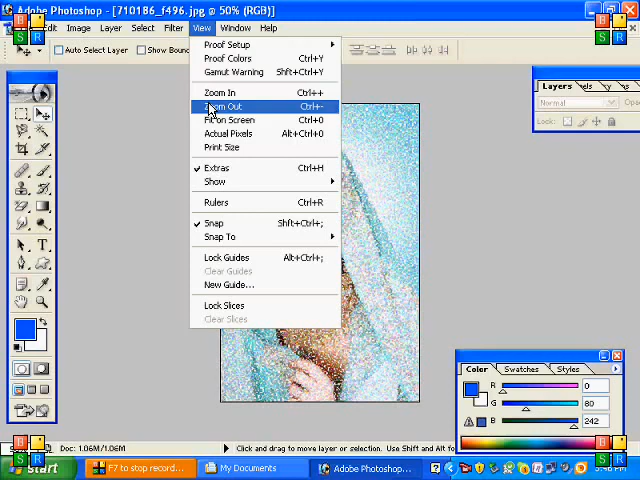 Adobe Photoshop - [7101B6_f496.jpg @ 50% (RGB)]
Image Layer Select Filter View Window Help
Auto Select Layer Show Bound
Proof Setup
Proof Colors Ctrl+Y
Gamut Warning Shft+Ctrl+Y
Zoom In Ctrl++
Zoom Out Ctrl+-
Fit on Screen Ctrl+0
Actual Pixels Alt+Ctrl+0
Print Size
Extras Ctrl+H
Show
Rulers Ctrl+R
Snap Shft+Ctrl+;
Snap To
Lock Guides Alt+Ctrl+;
Clear Guides
New Guide...
Lock Slices
Clear Slices
Layers
Normal
Lock:
Color Swatches Styles
R 0
G 80
B 242
Doc: 1.06M/1.06M Click and drag to move layer or selection. Use Shift and Alt fo
start F7 to stop record... My Documents Adobe Photoshop...